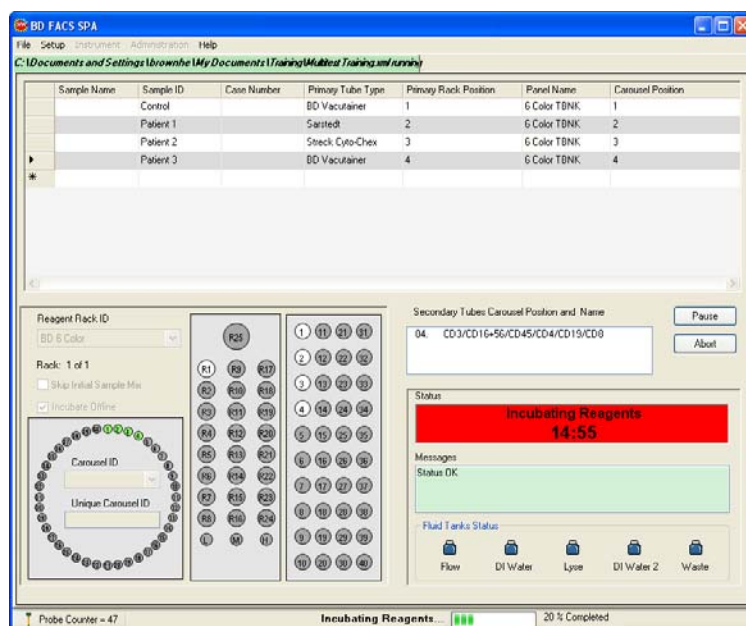 BD FACS SPA
File Setup Instrument Administration Help
C:\Documents and Settings\brownhe\My Documents\Training\Multitest Training.xml running
Sample Name Sample ID Case Number Primary Tube Type Primary Rack Position Panel Name Carousel Position
Control BD Vacutainer 1 6 Color TBNK 1
Patient 1 Sarstedt 2 6 Color TBNK 2
Patient 2 Streck Cyto-Chex 3 6 Color TBNK 3
Patient 3 BD Vacutainer 4 6 Color TBNK 4
Reagent Rack ID
BD 6 Color
Rack: 1 of 1
Skip Initial Sample Mix
Incubate Offline
Carousel ID
Unique Carousel ID
R25
R1 R9 R17
R2 R10 R18
R3 R11 R19
R4 R12 R20
R5 R13 R21
R6 R14 R22
R7 R15 R23
R8 R16 R24
L M H
1 11 21 31
2 12 22 32
3 13 23 33
4 14 24 34
5 15 25 35
6 16 26 36
7 17 27 37
8 18 28 38
9 19 29 39
10 20 30 40
Secondary Tubes Carousel Position and Name
04. CD3/CD16+56/CD45/CD4/CD19/CD8
Pause
Abort
Status
Incubating Reagents
14:55
Messages
Status OK
Fluid Tanks Status
Flow DI Water Lyse DI Water 2 Waste
Probe Counter = 47 Incubating Reagents... 20 % Completed